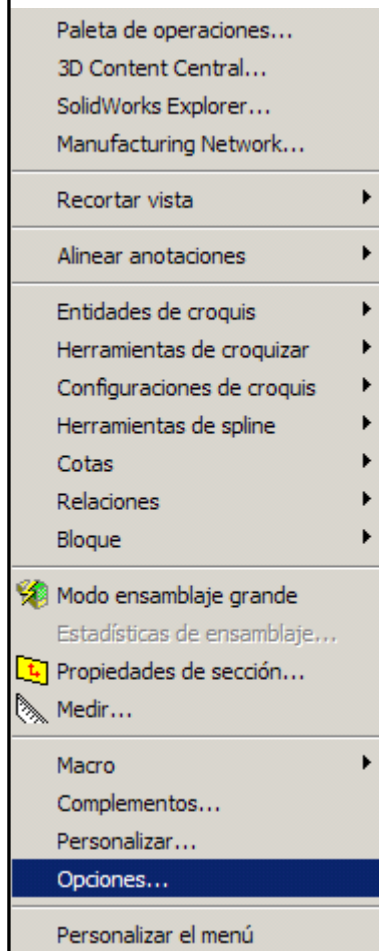 Paleta de operaciones...
3D Content Central...
SolidWorks Explorer...
Manufacturing Network...
Recortar vista
Alinear anotaciones
Entidades de croquis
Herramientas de croquizar
Configuraciones de croquis
Herramientas de spline
Cotas
Relaciones
Bloque
Modo ensamblaje grande
Estadísticas de ensamblaje...
Propiedades de sección...
Medir...
Macro
Complementos...
Personalizar...
Opciones...
Personalizar el menú